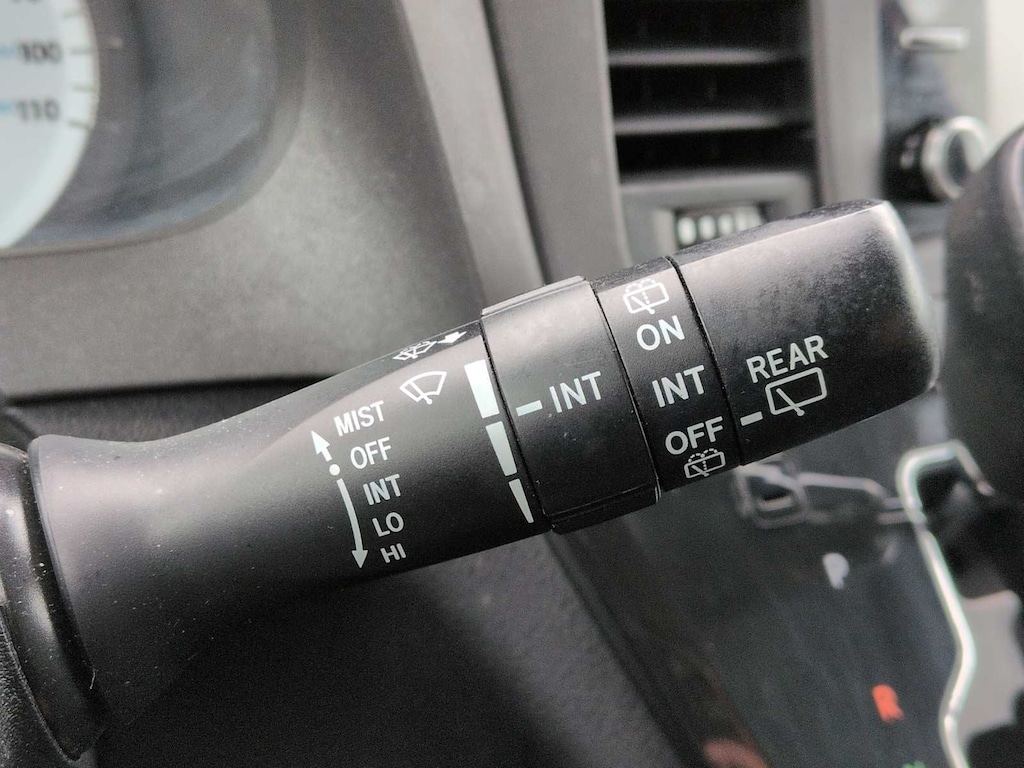 100
110
MIST
OFF
INT
LO
HI
INT
ON
INT
OFF
REAR
P
R